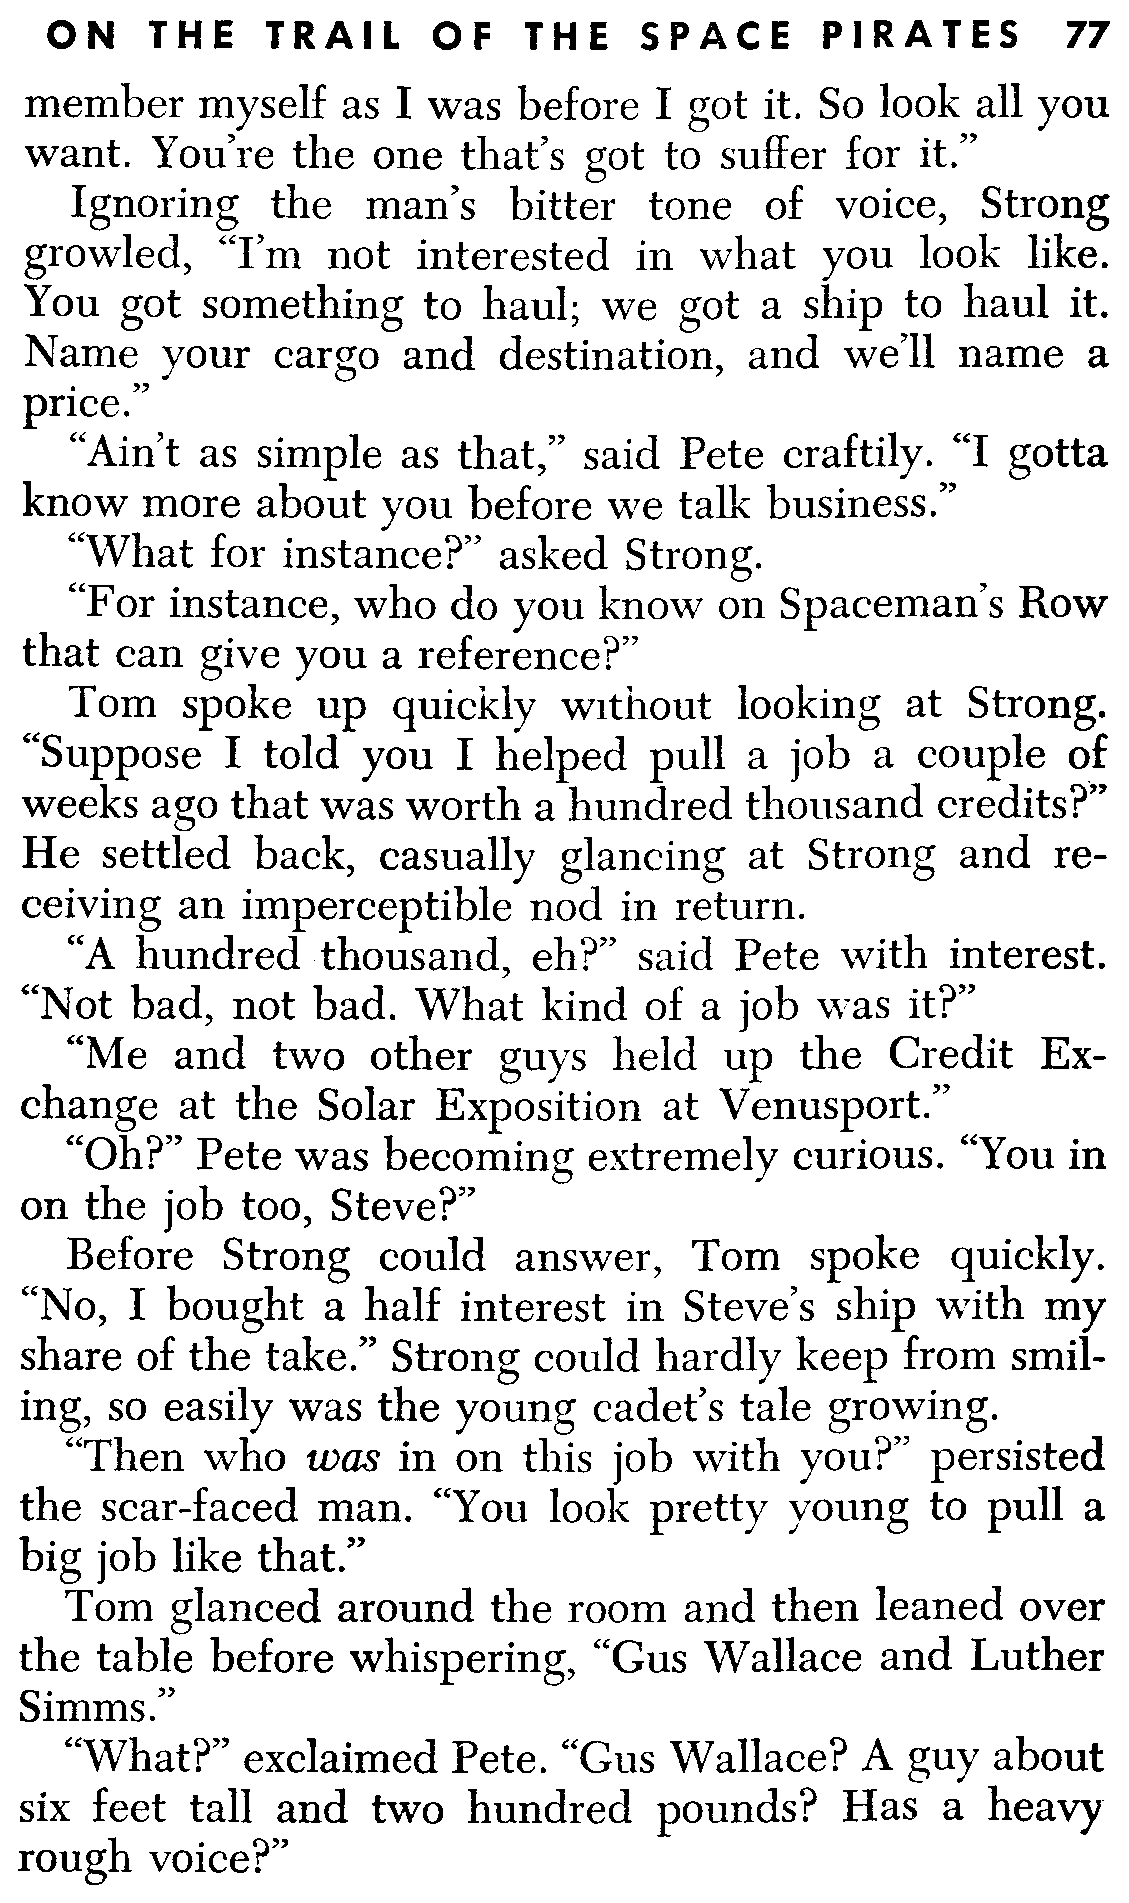 ON THE TRAIL OF THE SPACE PIRATES 77
member myself as I was before I got it. So look all you
want. You’re the one that’s got to suffer for it.”
Ignoring the man’s bitter tone of voice, Strong
growled, “I’m not interested in what you look like.
You got something to haul; we got a ship to haul it.
Name your cargo and destination, and we’ll name a
price.”
“Ain’t as simple as that,” said Pete craftily. “I gotta
know more about you before we talk business.”
“What for instance?” asked Strong.
“For instance, who do you know on Spaceman’s Row
that can give you a reference?”
Tom spoke up quickly without looking at Strong.
“Suppose I told you I helped pull a job a couple of
weeks ago that was worth a hundred thousand credits?”
He settled back, casually glancing at Strong and re-
ceiving an imperceptible nod in return.
“A hundred thousand, eh?” said Pete with interest.
“Not bad, not bad. What kind of a job was it?”
“Me and two other guys held up the Credit Ex-
change at the Solar Exposition at Venusport.”
“Oh?” Pete was becoming extremely curious. “You in
on the job too, Steve?”
Before Strong could answer, Tom spoke quickly.
“No, I bought a half interest in Steve’s ship with my
share of the take.” Strong could hardly keep from smil-
ing, so easily was the young cadet’s tale growing.
“Then who was in on this job with you?” persisted
the scar-faced man. “You look pretty young to pull a
big job like that.”
Tom glanced around the room and then leaned over
the table before whispering, “Gus Wallace and Luther
Simms.”
“What?” exclaimed Pete. “Gus Wallace? A guy about
six feet tall and two hundred pounds? Has a heavy
rough voice?”